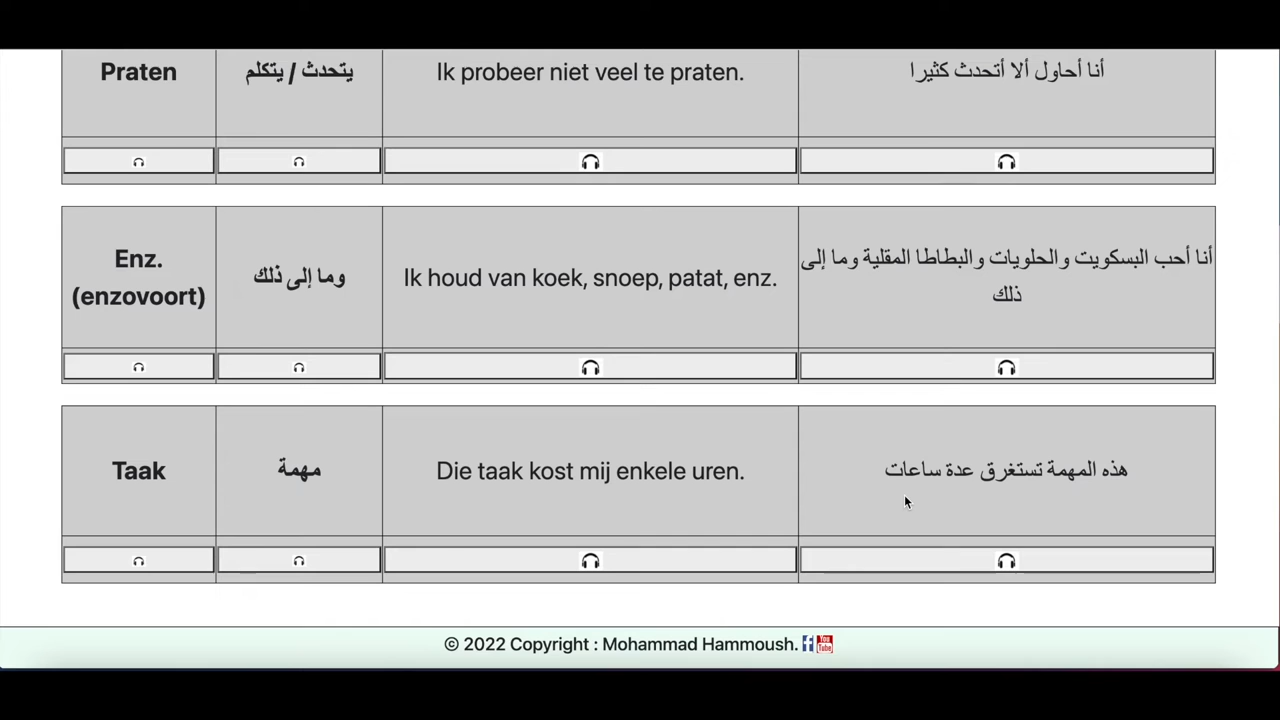 Praten
يتحدث / يتكلم
Ik probeer niet veel te praten.
أنا أحاول ألا أتحدث كثيرا
Enz.
(enzovoort)
وما إلى ذلك
Ik houd van koek, snoep, patat, enz.
أنا أحب البسكويت والحلويات والبطاطا المقلية وما إلى
ذلك
Taak
مهمة
Die taak kost mij enkele uren.
هذه المهمة تستغرق عدة ساعات
© 2022 Copyright : Mohammad Hammoush.
You
Tube